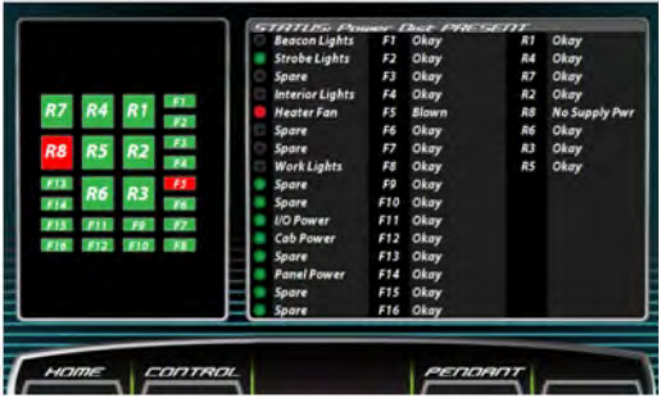 STATUS: Power Dist PRESENT
Beacon Lights F1 Okay R1 Okay
Strobe Lights F2 Okay R4 Okay
Spare F3 Okay R7 Okay
Interior Lights F4 Okay R2 Okay
Heater Fan F5 Blown R8 No Supply Pwr
Spare F6 Okay R6 Okay
Spare F7 Okay R3 Okay
Work Lights F8 Okay R5 Okay
Spare F9 Okay
Spare F10 Okay
I/O Power F11 Okay
Cab Power F12 Okay
Spare F13 Okay
Panel Power F14 Okay
Spare F15 Okay
Spare F16 Okay
R7 R4 R1 F1
F2
R8 R5 R2 F3
F4
F13 R6 R3 F5
F14 F6
F15 F11 F9 F7
F16 F12 F10 F8
HOME CONTROL PENDANT